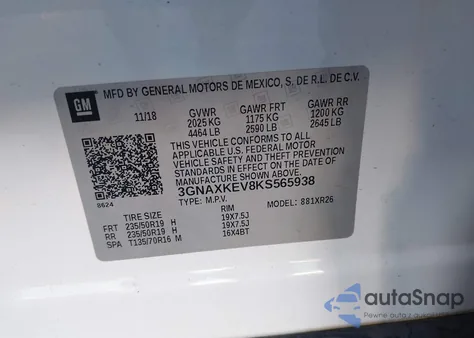 MFD BY GENERAL MOTORS DE MEXICO, S. DE R.L. DE C.V.
GM
11/18 GVWR GAWR FRT GAWR RR
2025 KG 1175 KG 1200 KG
4464 LB 2590 LB 2645 LB
THIS VEHICLE CONFORMS TO ALL APPLICABLE
U.S. FEDERAL MOTOR VEHICLE SAFETY, BUMPER, AND
THEFT PREVENTION STANDARDS IN EFFECT ON THE
DATE OF MANUFACTURE SHOWN ABOVE.
3GNAXKEV8KS565938
8624 TYPE: M.P.V. MODEL: 881XR26
RIM
FRT 235/50R19 H 19X7.5J
RR 235/50R19 H 19X7.5J
SPA T135/70R16 M 16X4BT
autaSnap